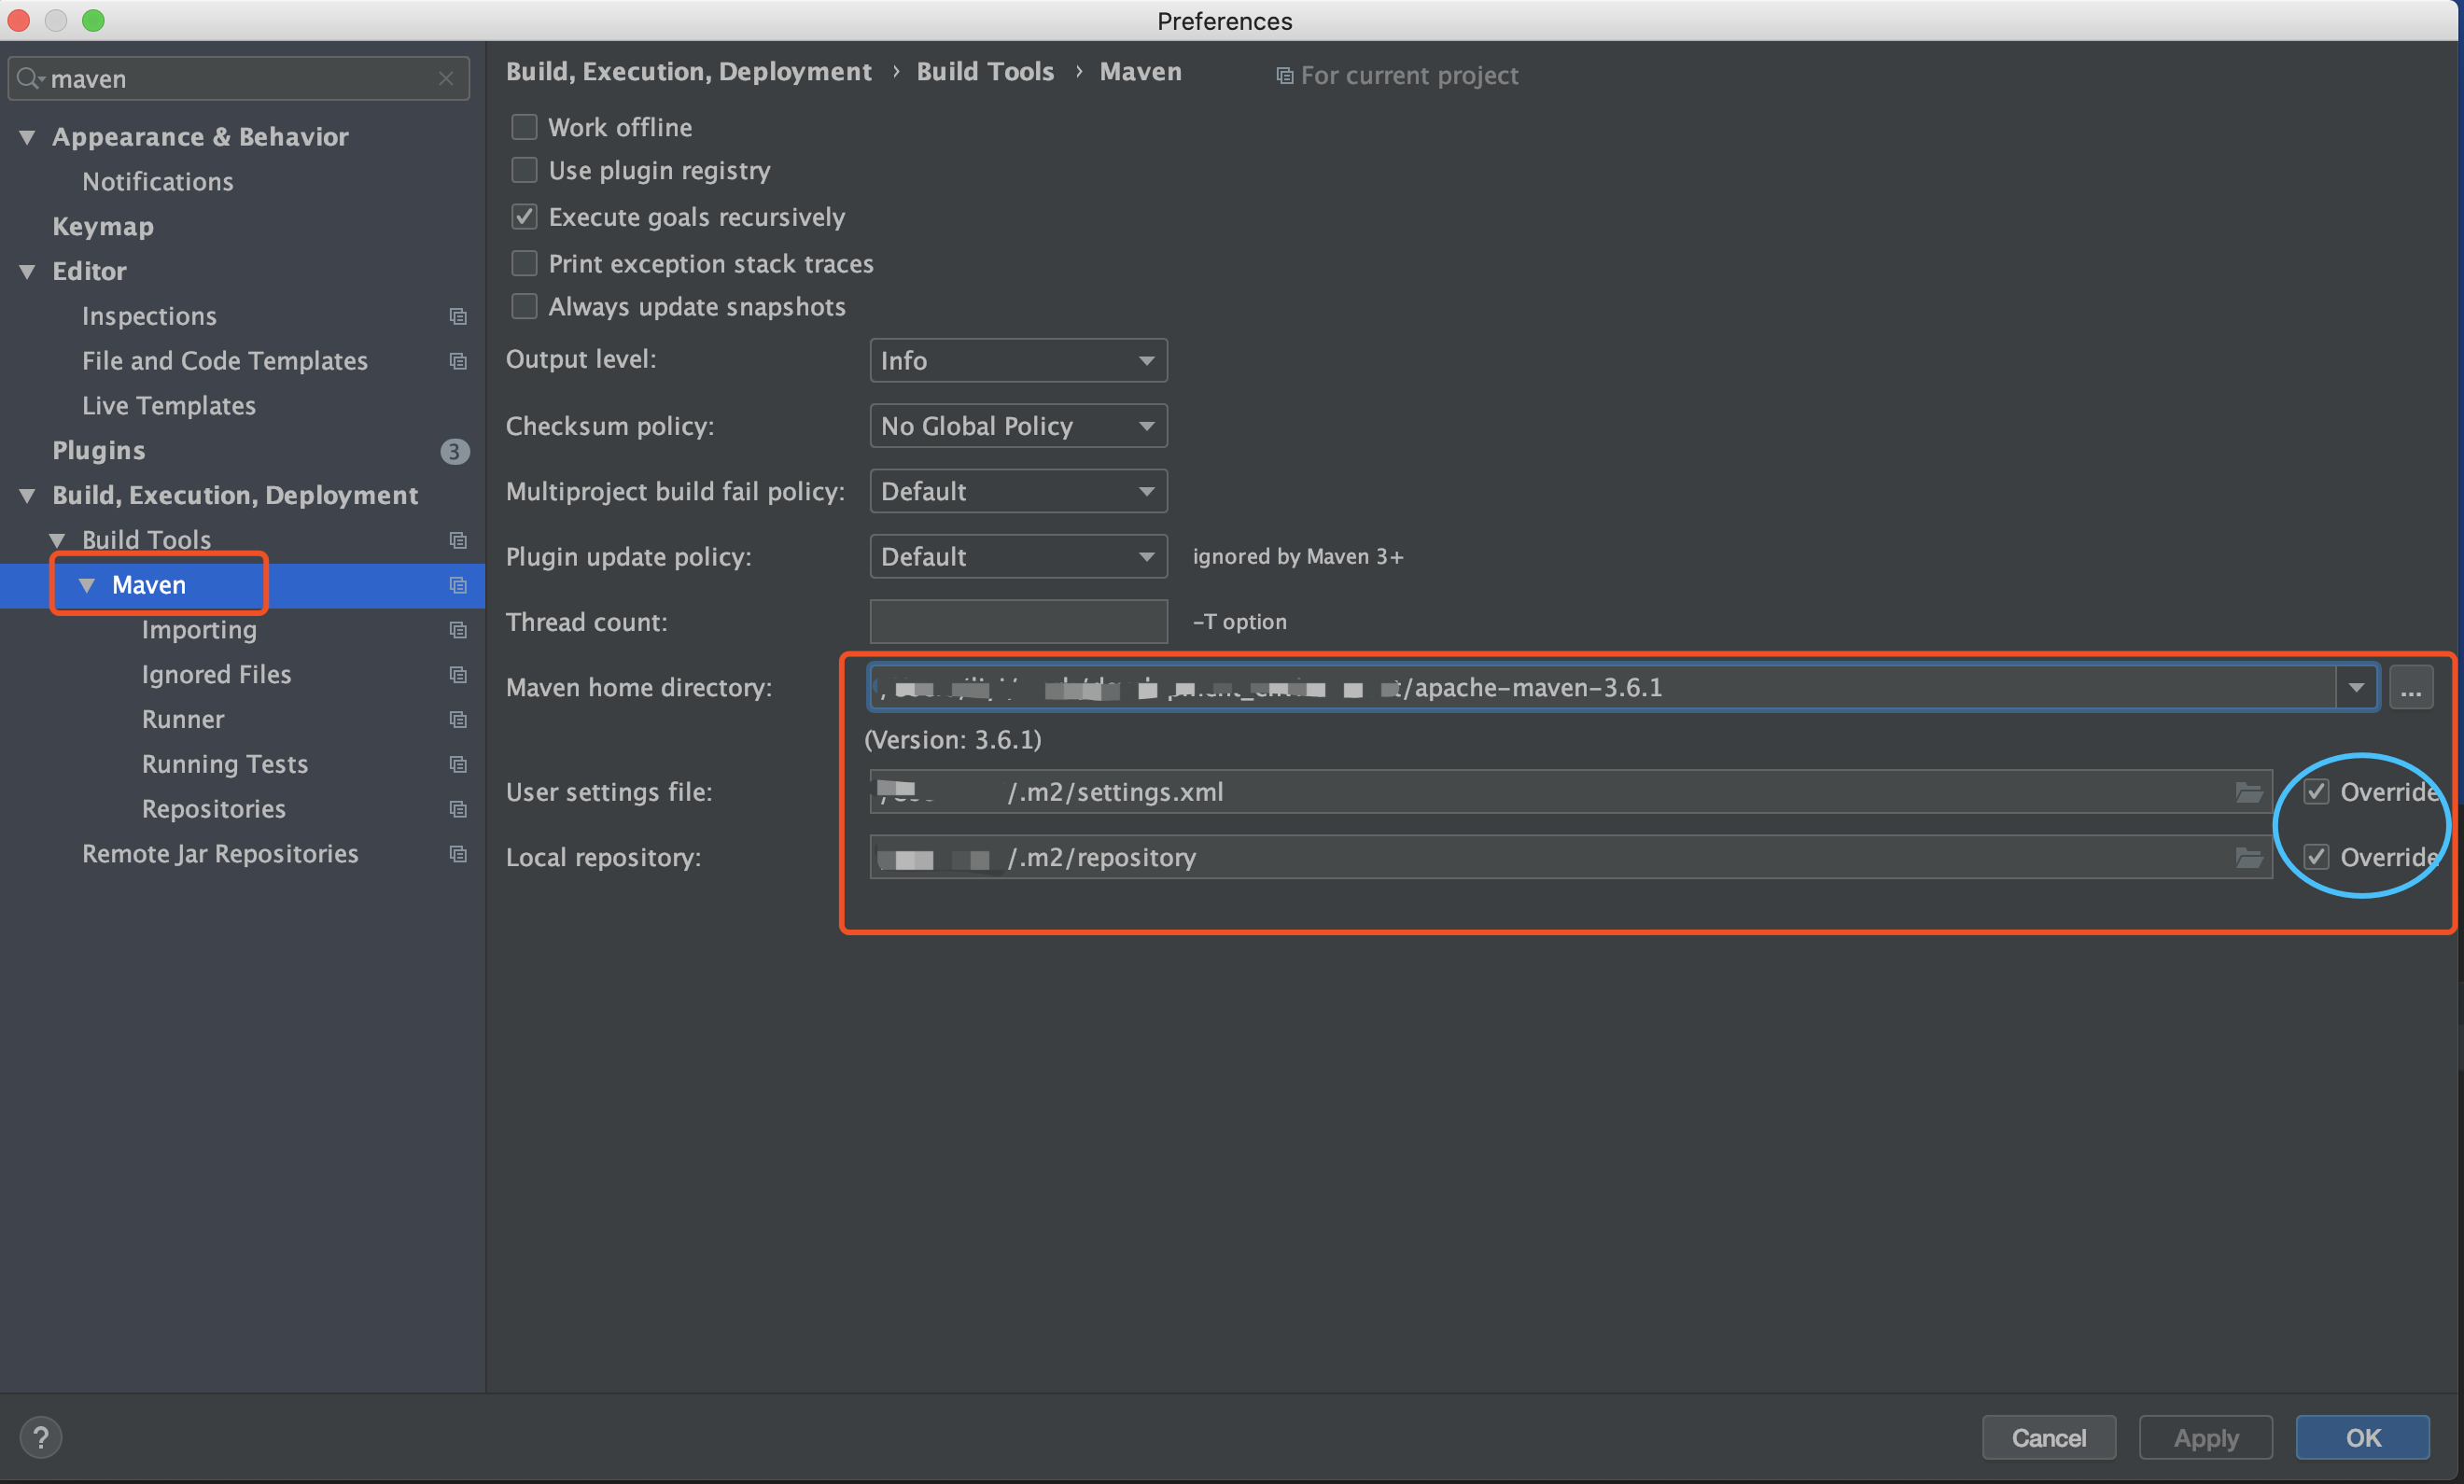 Preferences
maven
Appearance & Behavior
Notifications
Keymap
Editor
Inspections
File and Code Templates
Live Templates
Plugins
3
Build, Execution, Deployment
Build Tools
Maven
Importing
Ignored Files
Runner
Running Tests
Repositories
Remote Jar Repositories
Build, Execution, Deployment › Build Tools › Maven For current project
Work offline
Use plugin registry
Execute goals recursively
Print exception stack traces
Always update snapshots
Output level: Info
Checksum policy: No Global Policy
Multiproject build fail policy: Default
Plugin update policy: Default ignored by Maven 3+
Thread count: -T option
Maven home directory: /apache-maven-3.6.1 ...
(Version: 3.6.1)
User settings file: /.m2/settings.xml Override
Local repository: /.m2/repository Override
? Cancel Apply OK